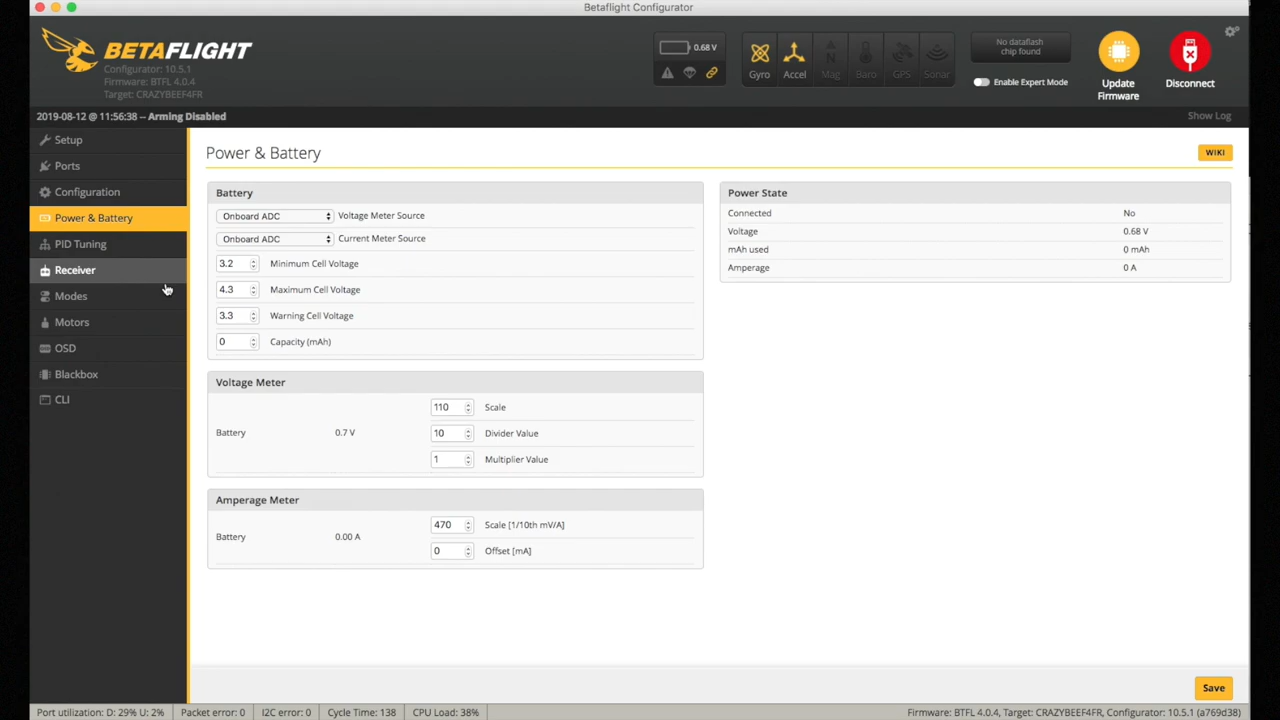 Betaflight Configurator
BETAFLIGHT
Configurator: 10.5.1
Firmware: BTFL 4.0.4
Target: CRAZYBEEF4FR
0.68 V
Gyro
Accel
Mag
Baro
GPS
Sonar
No dataflash
chip found
Enable Expert Mode
Update
Firmware
Disconnect
2019-08-12 @ 11:56:38 -- Arming Disabled
Show Log
Setup
Ports
Configuration
Power & Battery
PID Tuning
Receiver
Modes
Motors
OSD
Blackbox
CLI
Power & Battery
WIKI
Battery
Onboard ADC Voltage Meter Source
Onboard ADC Current Meter Source
3.2 Minimum Cell Voltage
4.3 Maximum Cell Voltage
3.3 Warning Cell Voltage
0 Capacity (mAh)
Power State
Connected No
Voltage 0.68 V
mAh used 0 mAh
Amperage 0 A
Voltage Meter
110 Scale
Battery 0.7 V 10 Divider Value
1 Multiplier Value
Amperage Meter
470 Scale [1/10th mV/A]
Battery 0.00 A
0 Offset [mA]
Save
Port utilization: D: 29% U: 2% Packet error: 0 I2C error: 0 Cycle Time: 138 CPU Load: 38% Firmware: BTFL 4.0.4, Target: CRAZYBEEF4FR, Configurator: 10.5.1 (a769d38)